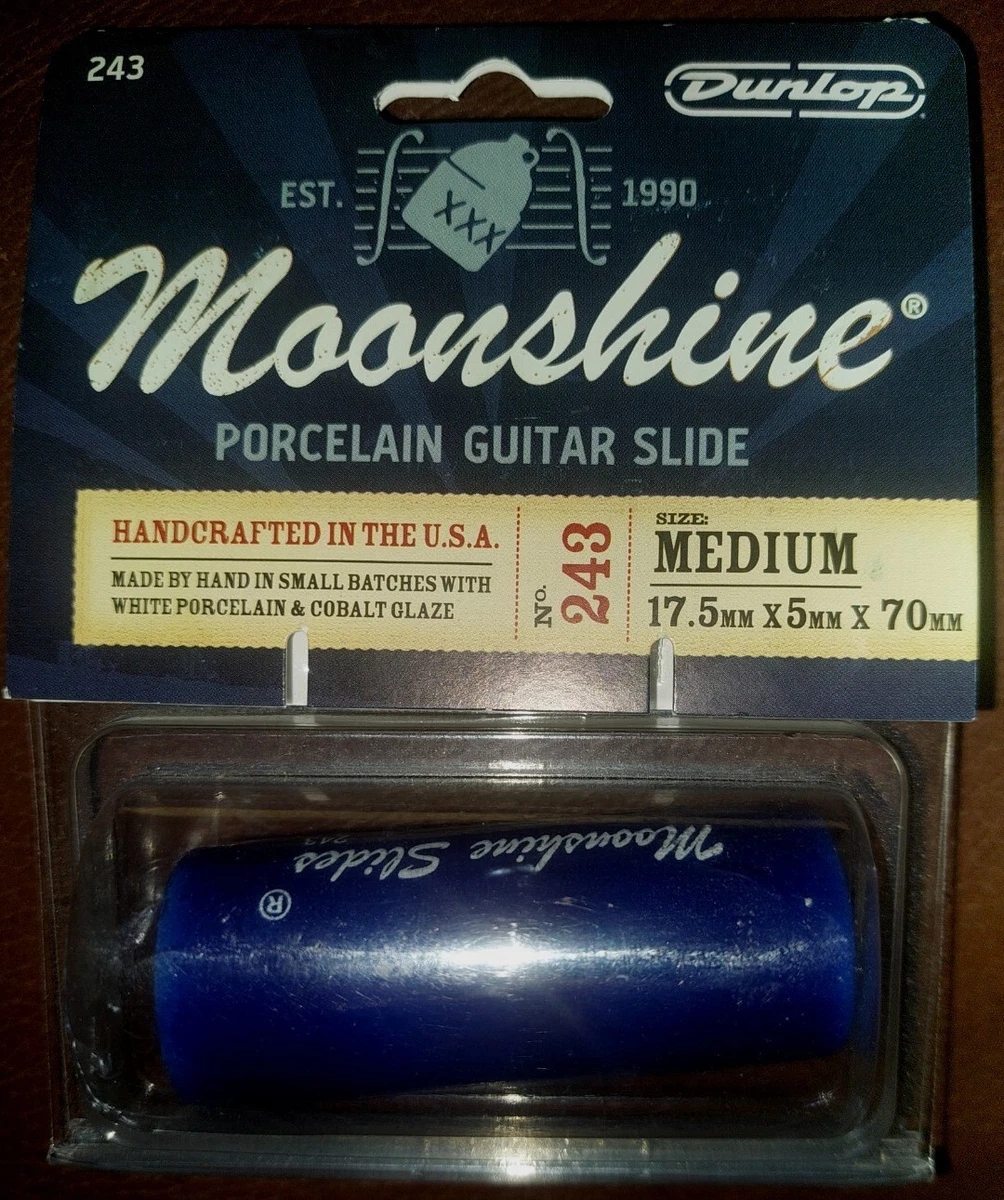 243
Dunlop
EST. 1990
XXX
Moonshine®
PORCELAIN GUITAR SLIDE
HANDCRAFTED IN THE U.S.A.
MADE BY HAND IN SMALL BATCHES WITH
WHITE PORCELAIN & COBALT GLAZE
NO. 243
SIZE:
MEDIUM
17.5MM X 5MM X 70MM
Moonshine Slides
®